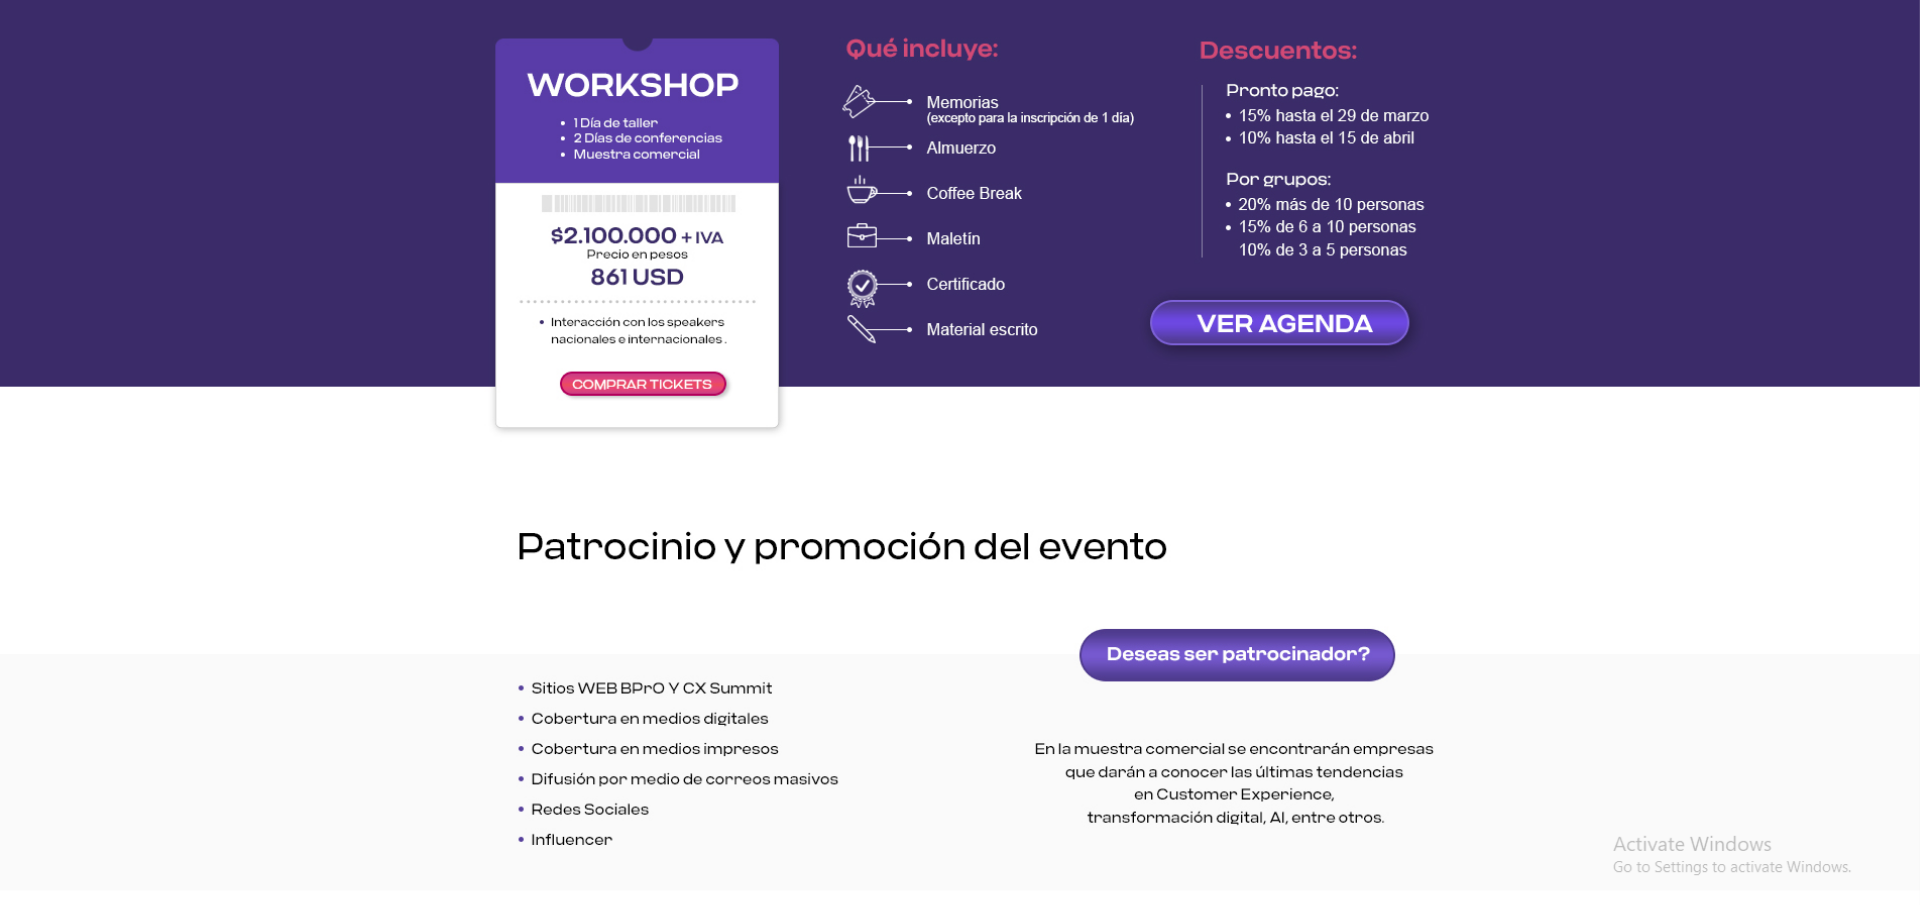 WORKSHOP
• 1 Día de taller
• 2 Días de conferencias
• Muestra comercial
$2.100.000 + IVA
Precio en pesos
861 USD
• Interacción con los speakers
nacionales e internacionales .
COMPRAR TICKETS
Qué incluye:
Memorias
(excepto para la inscripción de 1 día)
Almuerzo
Coffee Break
Maletín
Certificado
Material escrito
Descuentos:
Pronto pago:
• 15% hasta el 29 de marzo
• 10% hasta el 15 de abril
Por grupos:
• 20% más de 10 personas
• 15% de 6 a 10 personas
10% de 3 a 5 personas
VER AGENDA
Patrocinio y promoción del evento
• Sitios WEB BPrO Y CX Summit
• Cobertura en medios digitales
• Cobertura en medios impresos
• Difusión por medio de correos masivos
• Redes Sociales
• Influencer
Deseas ser patrocinador?
En la muestra comercial se encontrarán empresas
que darán a conocer las últimas tendencias
en Customer Experience,
transformación digital, AI, entre otros.
Activate Windows
Go to Settings to activate Windows.